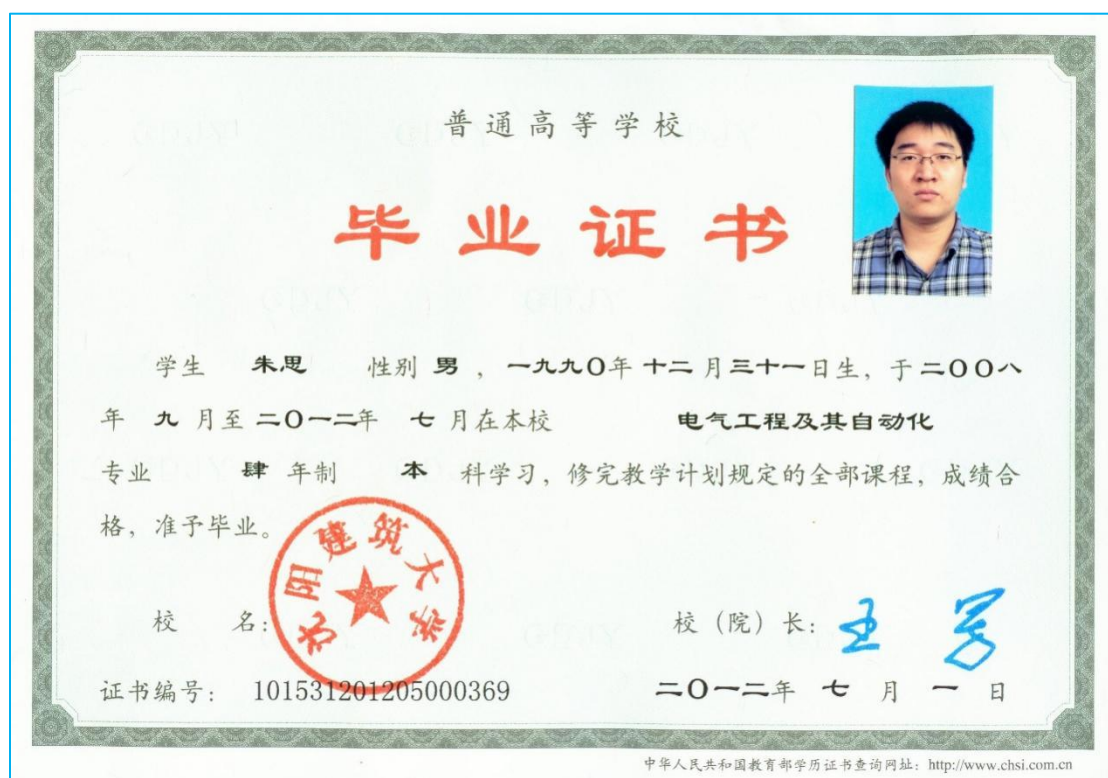 普通高等学校
毕业证书
学生 朱思 性别 男，一九九〇年 十二月三十一日生，于二〇〇八
年 九 月至 二〇一二年 七 月在本校 电气工程及其自动化
专业 肆 年制 本 科学习，修完教学计划规定的全部课程，成绩合
格，准予毕业。
沈阳建筑大学
校 名： 校（院）长：
证书编号： 101531201205000369 二〇一二年 七 月 一 日
中华人民共和国教育部学历证书查询网址：http://www.chsi.com.cn